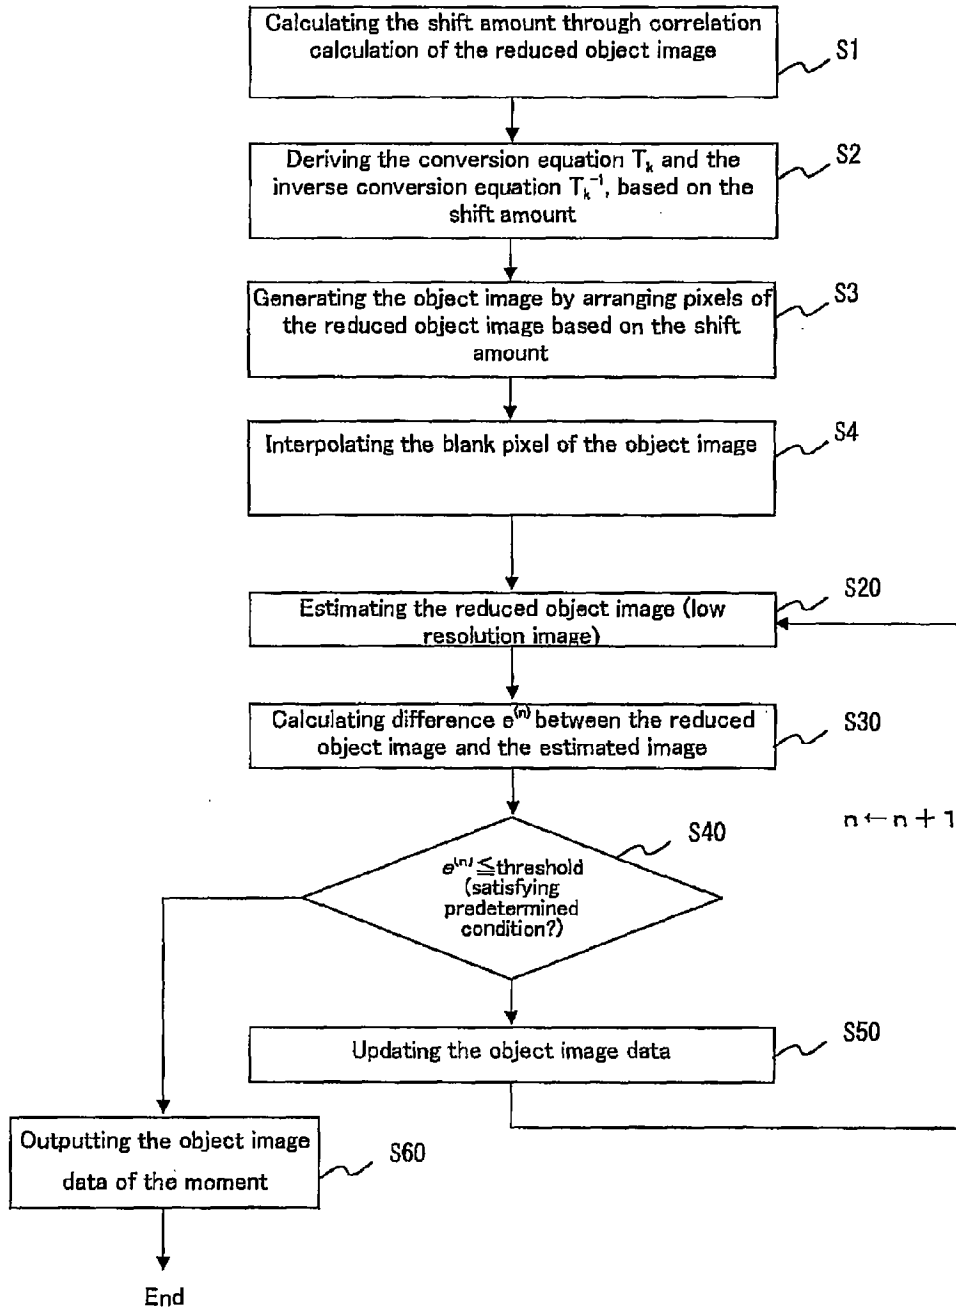 Calculating the shift amount through correlation
calculation of the reduced object image
S1
Deriving the conversion equation Tₖ and the
inverse conversion equation Tₖ⁻¹, based on the
shift amount
S2
Generating the object image by arranging pixels of
the reduced object image based on the shift
amount
S3
Interpolating the blank pixel of the object image
S4
Estimating the reduced object image (low
resolution image)
S20
Calculating difference e⁽ⁿ⁾ between the reduced
object image and the estimated image
S30
n ← n + 1
S40
e⁽ⁿ⁾ ≦threshold
(satisfying
predetermined
condition?)
Updating the object image data
S50
Outputting the object image
data of the moment
S60
End